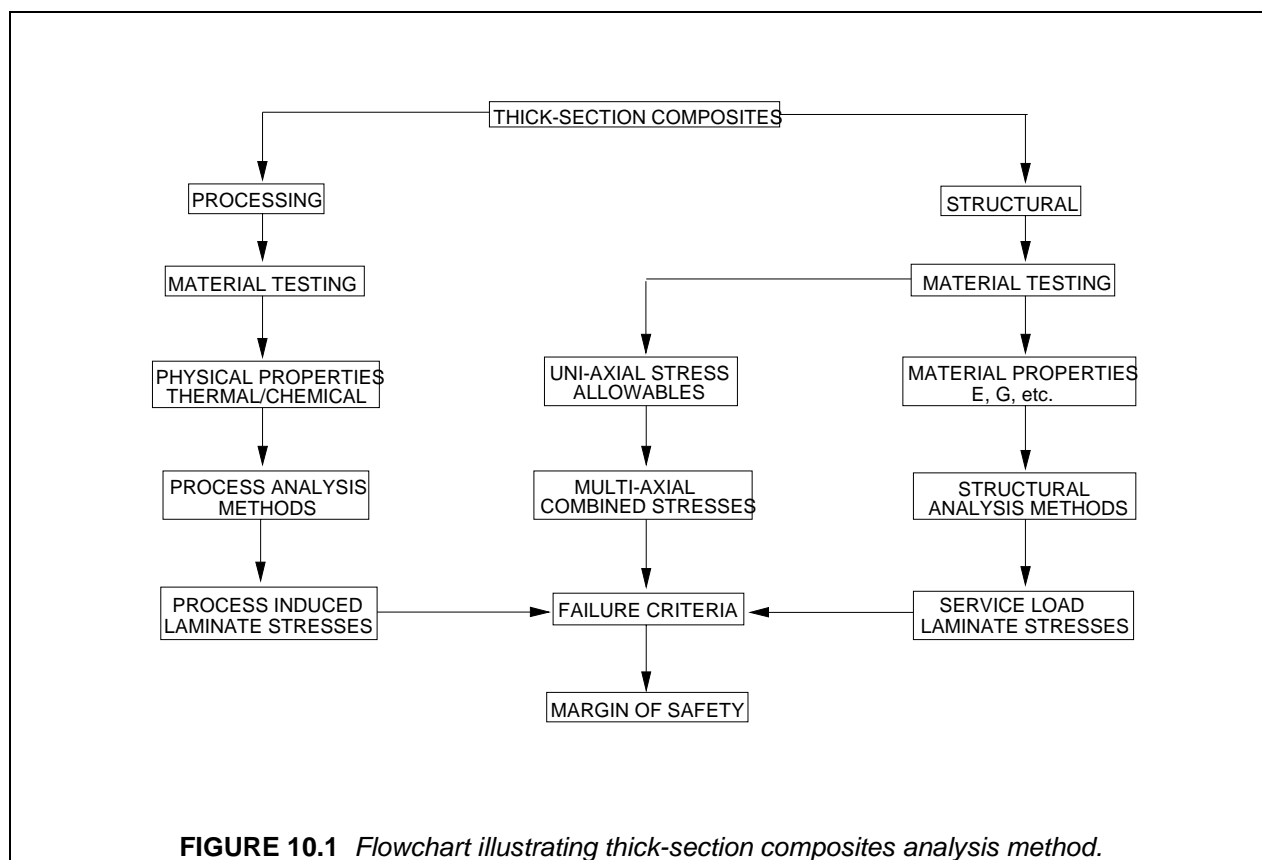 THICK-SECTION COMPOSITES
PROCESSING
STRUCTURAL
MATERIAL TESTING
MATERIAL TESTING
PHYSICAL PROPERTIES
THERMAL/CHEMICAL
UNI-AXIAL STRESS
ALLOWABLES
MATERIAL PROPERTIES
E, G, etc.
PROCESS ANALYSIS
METHODS
MULTI-AXIAL
COMBINED STRESSES
STRUCTURAL
ANALYSIS METHODS
PROCESS INDUCED
LAMINATE STRESSES
FAILURE CRITERIA
SERVICE LOAD
LAMINATE STRESSES
MARGIN OF SAFETY
FIGURE 10.1 Flowchart illustrating thick-section composites analysis method.